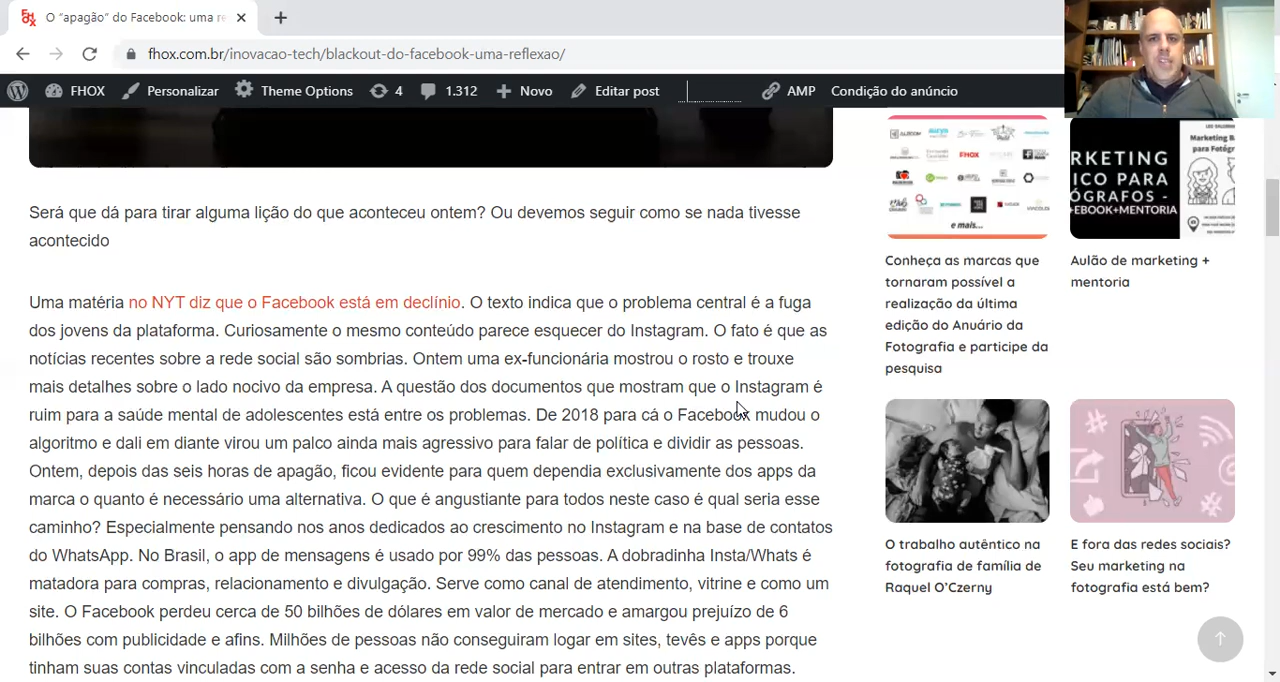 O “apagão” do Facebook: uma re
fhox.com.br/inovacao-tech/blackout-do-facebook-uma-reflexao/
FHOX Personalizar Theme Options 4 1.312 Novo Editar post AMP Condição do anúncio
Será que dá para tirar alguma lição do que aconteceu ontem? Ou devemos seguir como se nada tivesse
acontecido
Uma matéria no NYT diz que o Facebook está em declínio. O texto indica que o problema central é a fuga
dos jovens da plataforma. Curiosamente o mesmo conteúdo parece esquecer do Instagram. O fato é que as
notícias recentes sobre a rede social são sombrias. Ontem uma ex-funcionária mostrou o rosto e trouxe
mais detalhes sobre o lado nocivo da empresa. A questão dos documentos que mostram que o Instagram é
ruim para a saúde mental de adolescentes está entre os problemas. De 2018 para cá o Facebook mudou o
algoritmo e dali em diante virou um palco ainda mais agressivo para falar de política e dividir as pessoas.
Ontem, depois das seis horas de apagão, ficou evidente para quem dependia exclusivamente dos apps da
marca o quanto é necessário uma alternativa. O que é angustiante para todos neste caso é qual seria esse
caminho? Especialmente pensando nos anos dedicados ao crescimento no Instagram e na base de contatos
do WhatsApp. No Brasil, o app de mensagens é usado por 99% das pessoas. A dobradinha Insta/Whats é
matadora para compras, relacionamento e divulgação. Serve como canal de atendimento, vitrine e como um
site. O Facebook perdeu cerca de 50 bilhões de dólares em valor de mercado e amargou prejuízo de 6
bilhões com publicidade e afins. Milhões de pessoas não conseguiram logar em sites, tevês e apps porque
tinham suas contas vinculadas com a senha e acesso da rede social para entrar em outras plataformas.
FHOX
e mais...
Conheça as marcas que
tornaram possível a
realização da última
edição do Anuário da
Fotografia e participe da
pesquisa
RKETING
ICO PARA
ÓGRAFOS -
+EBOOK+MENTORIA
Marketing B
para Fotógr
Aulão de marketing +
mentoria
O trabalho autêntico na
fotografia de família de
Raquel O’Czerny
E fora das redes sociais?
Seu marketing na
fotografia está bem?